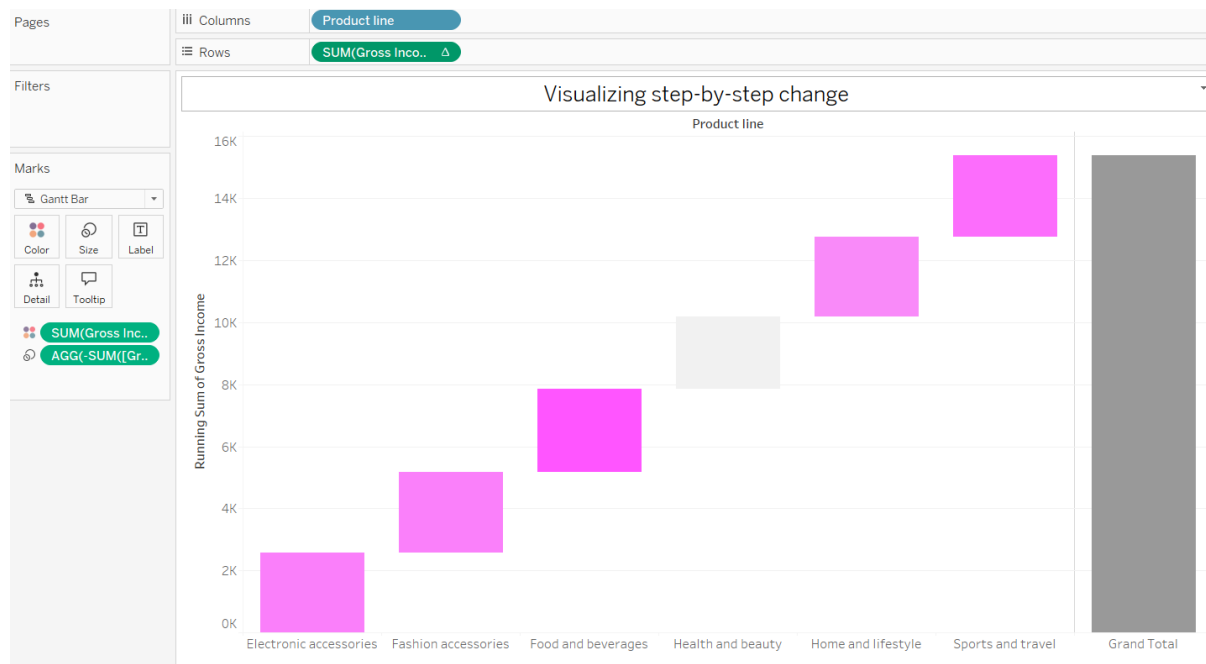 Pages
iii Columns
Product line
Rows
SUM(Gross Inco.. Δ
Filters
Marks
Gantt Bar
Color
Size
T
Label
Detail
Tooltip
SUM(Gross Inc..
AGG(-SUM([Gr..
Visualizing step-by-step change
Product line
16K
14K
12K
10K
8K
6K
4K
2K
0K
Running Sum of Gross Income
Electronic accessories
Fashion accessories
Food and beverages
Health and beauty
Home and lifestyle
Sports and travel
Grand Total